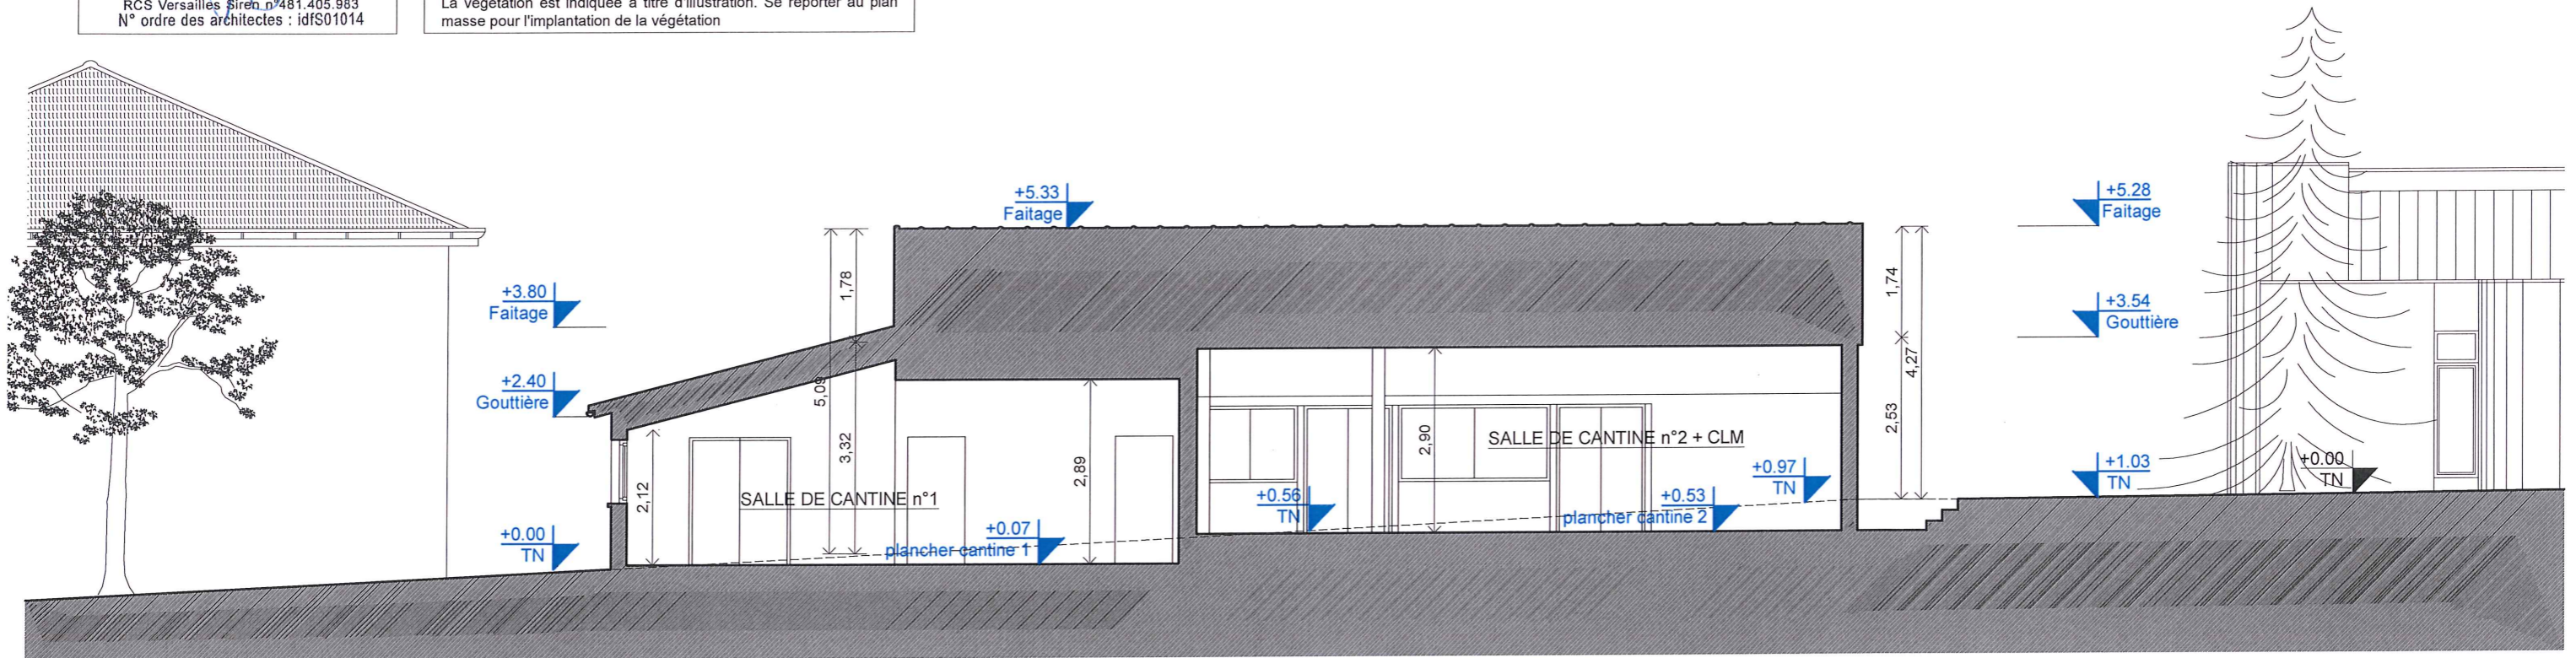 RCS Versailles Siren n°481.405.983
N° ordre des architectes : idfS01014
La végétation est indiquée à titre d'illustration. Se reporter au plan
masse pour l'implantation de la végétation
+5.33
Faitage
+5.28
Faitage
+3.80
Faitage
+3.54
Gouttière
+2.40
Gouttière
1,78
5,09
3,32
2,12
2,89
2,90
1,74
4,27
2,53
SALLE DE CANTINE n°1
SALLE DE CANTINE n°2 + CLM
+0.00
TN
+0.07
plancher cantine 1
+0.56
TN
+0.53
plancher cantine 2
+0.97
TN
+1.03
TN
+0.00
TN